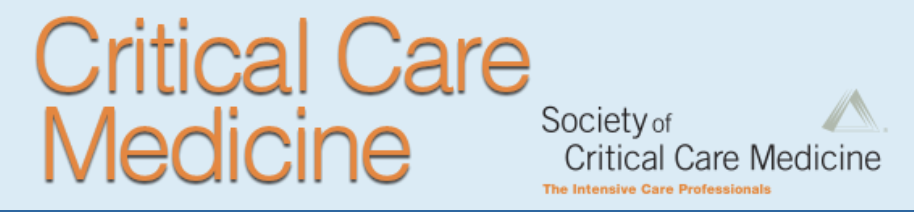 Critical Care
Medicine
Society of
Critical Care Medicine
The Intensive Care Professionals